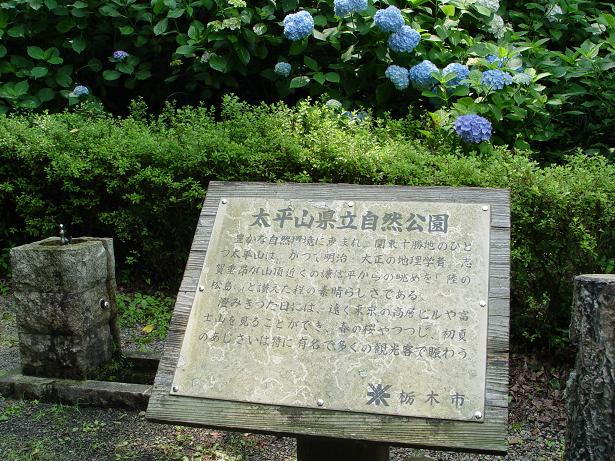 太平山県立自然公園
豊かな自然構造に恵まれ、関東十勝地のひと
つ太平山は、かつて明治・大正の地理学者・志
賀重昂が山頂近くの謙信平からの眺めを「陸の
松島」と讃えた程の素晴らしさである。
澄みきった日には、遠く東京の高層ビルや富
士山を見ることができ、春の桜やつつじ、初夏
のあじさいは特に有名で多くの観光客で賑わう
栃木市